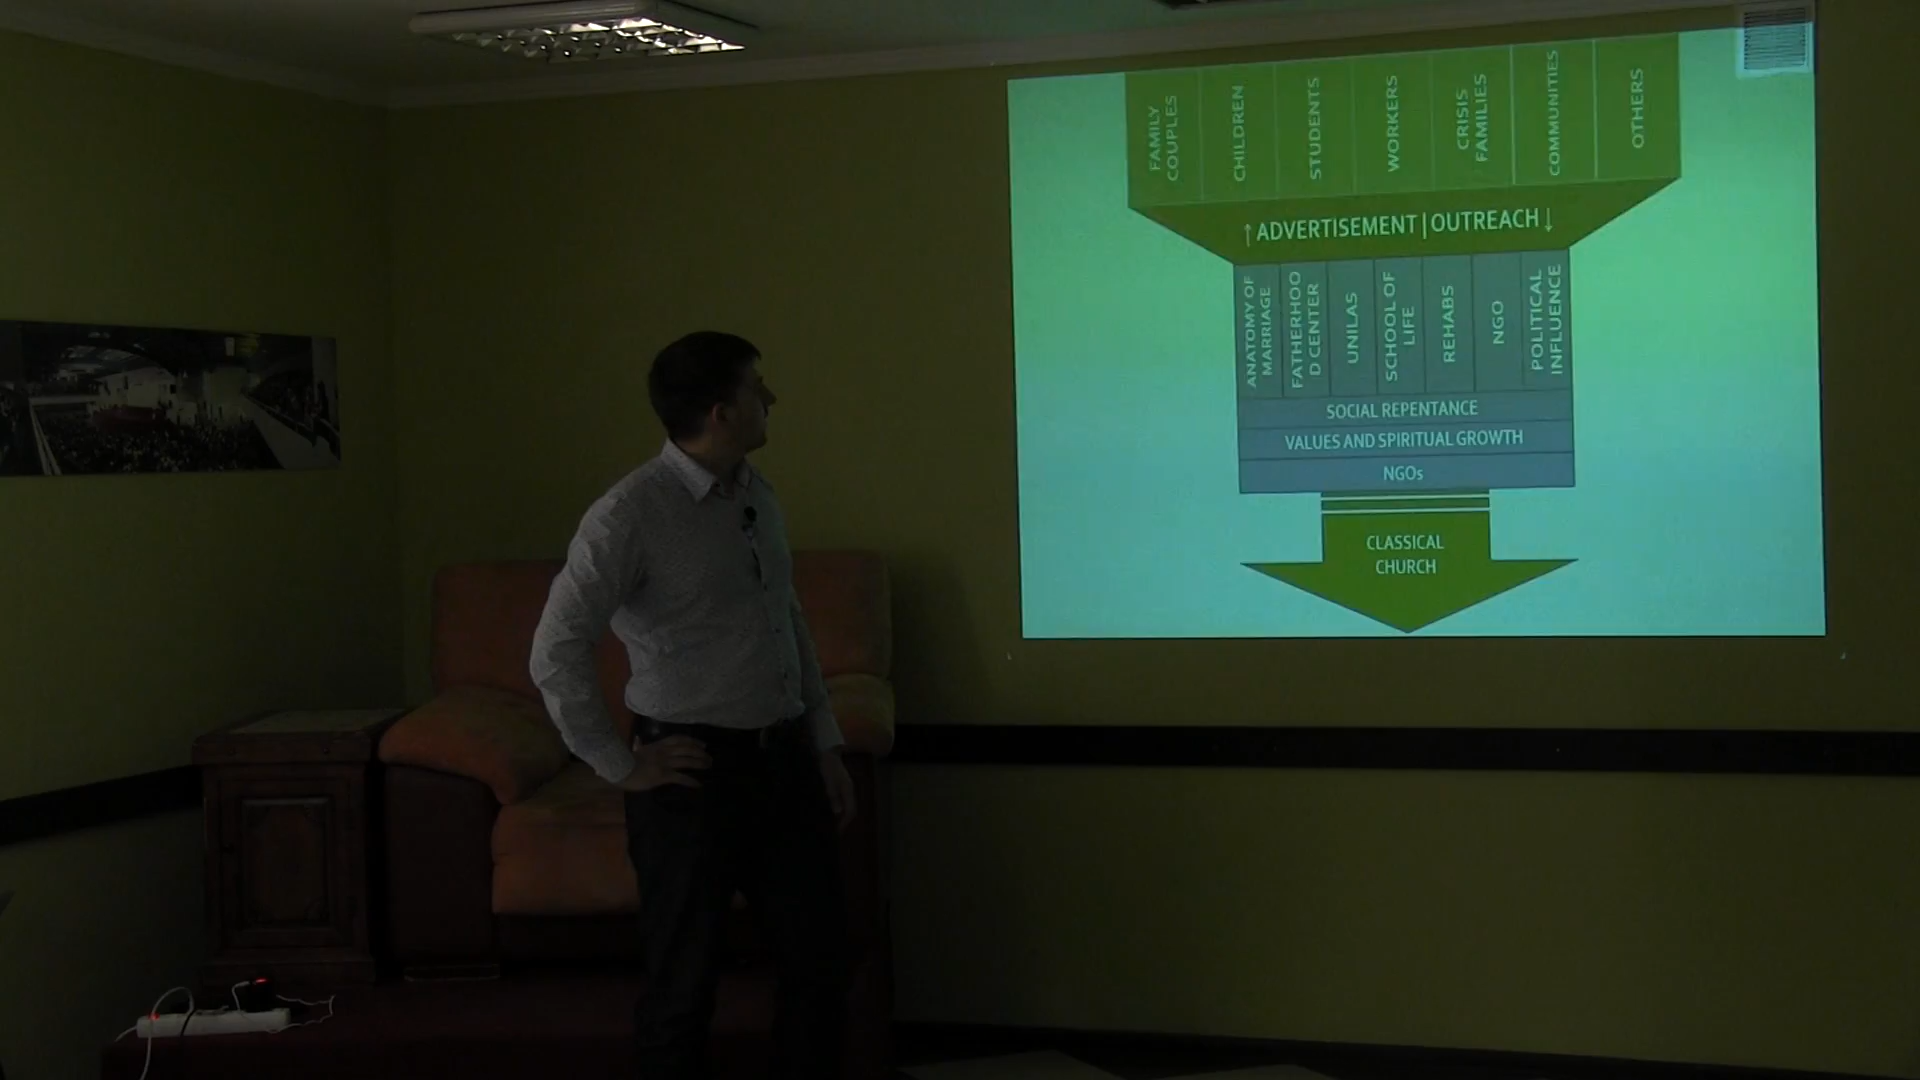 FAMILY
COUPLES
CHILDREN
STUDENTS
WORKERS
CRISIS
FAMILIES
COMMUNITIES
OTHERS
↑ ADVERTISEMENT | OUTREACH ↓
ANATOMY OF
MARRIAGE
FATHERHOO
D CENTER
UNILAS
SCHOOL OF
LIFE
REHABS
NGO
POLITICAL
INFLUENCE
SOCIAL REPENTANCE
VALUES AND SPIRITUAL GROWTH
NGOs
CLASSICAL
CHURCH